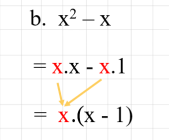 b. x² – x
= x.x - x.1
= x.(x - 1)